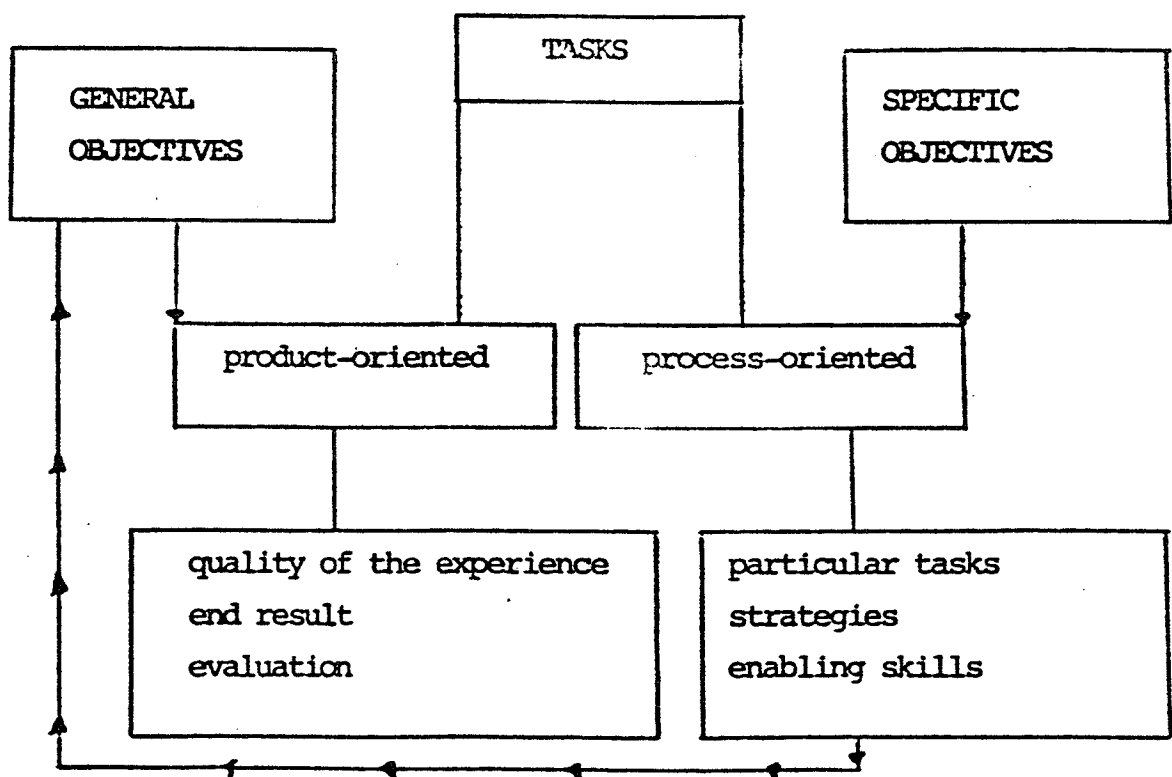 TASKS
GENERAL
OBJECTIVES
SPECIFIC
OBJECTIVES
product-oriented
process-oriented
quality of the experience
end result
evaluation
particular tasks
strategies
enabling skills